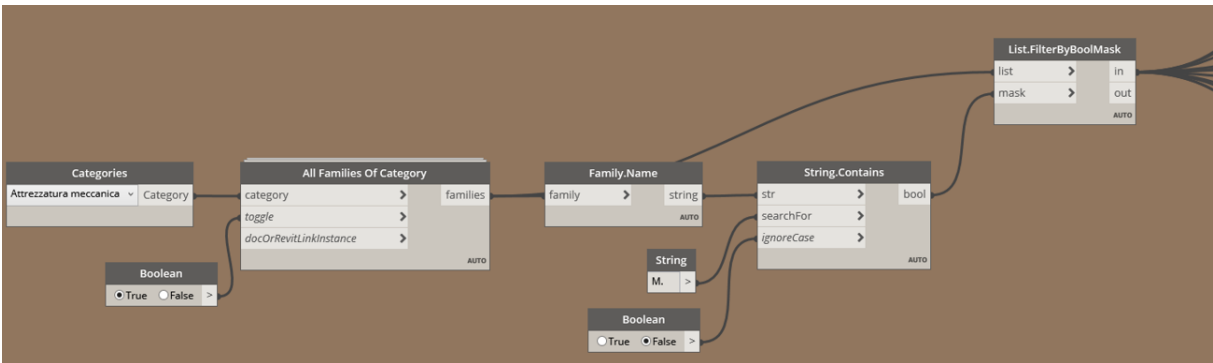 List.FilterByBoolMask
list > in
mask > out
AUTO
Categories
Attrezzatura meccanica Category
All Families Of Category
category > families
toggle >
docOrRevitLinkInstance >
AUTO
Boolean
True False >
Family.Name
family > string
AUTO
String.Contains
str > bool
searchFor >
ignoreCase >
AUTO
String
M. >
Boolean
True False >